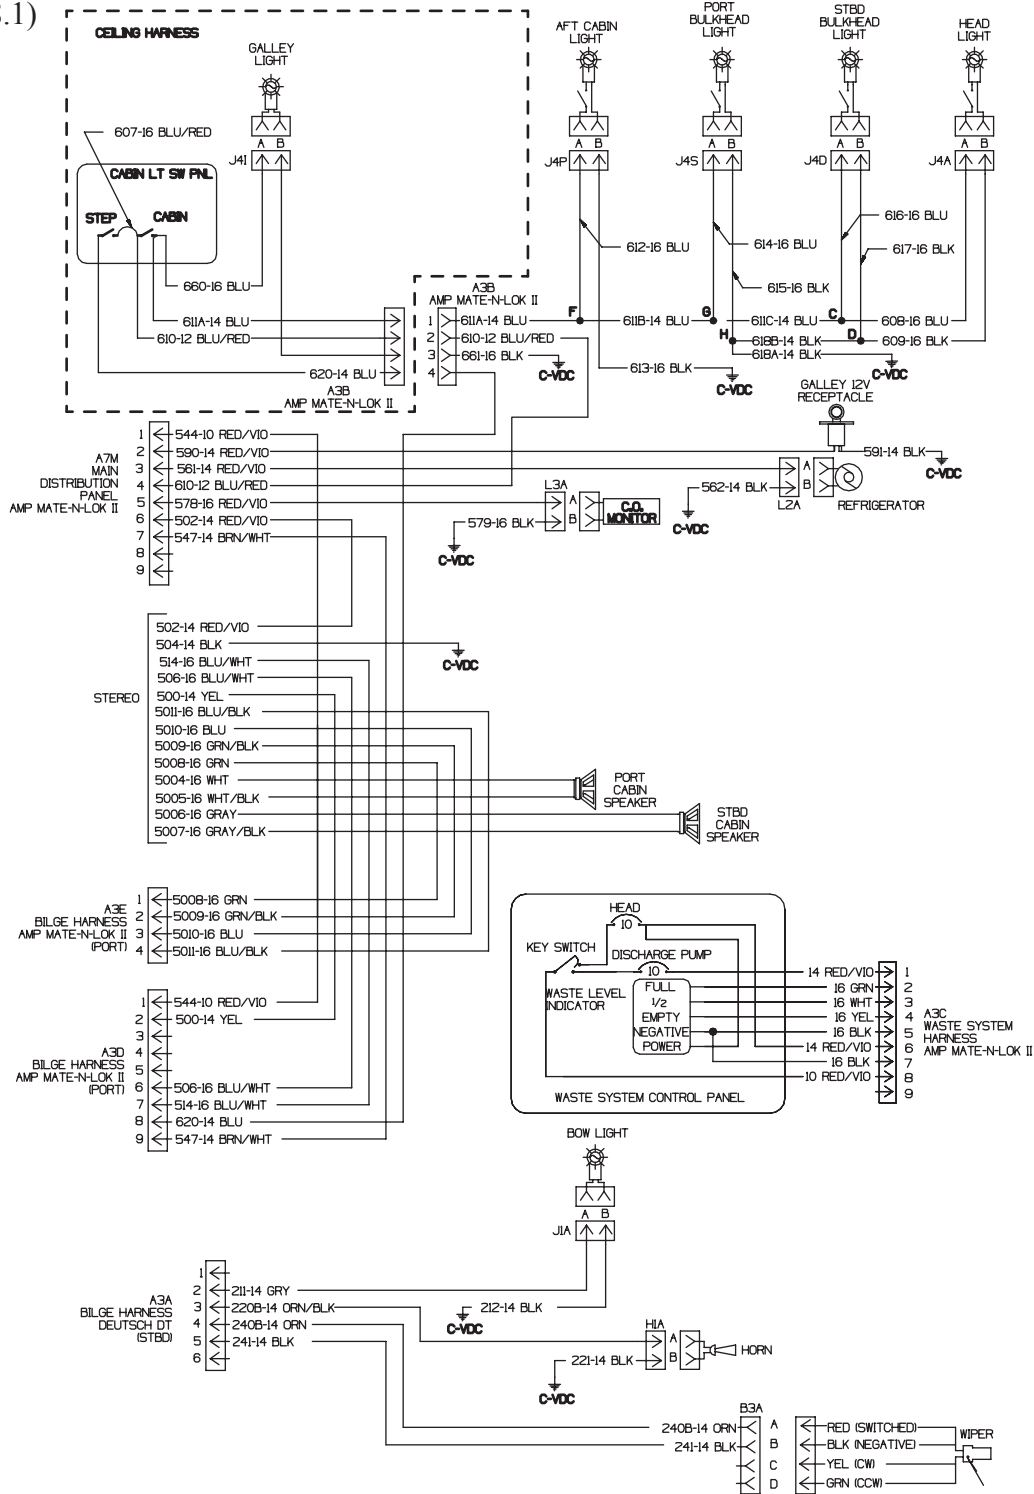 .1)
CEILING HARNESS
GALLEY
LIGHT
AFT CABIN
LIGHT
PORT
BULKHEAD
LIGHT
STBD
BULKHEAD
LIGHT
HEAD
LIGHT
607-16 BLU/RED
A B
J4I
A B
J4P
A B
J4S
A B
J4D
A B
J4A
CABIN LT SW PNL
STEP
CABIN
612-16 BLU
614-16 BLU
615-16 BLK
616-16 BLU
617-16 BLK
660-16 BLU
611A-14 BLU
610-12 BLU/RED
620-14 BLU
A3B
AMP MATE-N-LOK II
A3B
AMP MATE-N-LOK II
1 611A-14 BLU
2 610-12 BLU/RED
3 661-16 BLK
4
C-VDC
F
611B-14 BLU
G
611C-14 BLU
C
608-16 BLU
H
618B-14 BLK
D
609-16 BLK
618A-14 BLK
613-16 BLK
C-VDC
C-VDC
GALLEY 12V
RECEPTACLE
591-14 BLK
C-VDC
A7M
MAIN
DISTRIBUTION
PANEL
AMP MATE-N-LOK II
1 544-10 RED/VIO
2 590-14 RED/VIO
3 561-14 RED/VIO
4 610-12 BLU/RED
5 578-16 RED/VIO
6 502-14 RED/VIO
7 547-14 BRN/WHT
8
9
L3A
A
B
C.O.
MONITOR
579-16 BLK
C-VDC
562-14 BLK
C-VDC
A
B
L2A
REFRIGERATOR
STEREO
502-14 RED/VIO
504-14 BLK
514-16 BLU/WHT
506-16 BLU/WHT
500-14 YEL
5011-16 BLU/BLK
5010-16 BLU
5009-16 GRN/BLK
5008-16 GRN
5004-16 WHT
5005-16 WHT/BLK
5006-16 GRAY
5007-16 GRAY/BLK
C-VDC
PORT
CABIN
SPEAKER
STBD
CABIN
SPEAKER
A3E
BILGE HARNESS
AMP MATE-N-LOK II
(PORT)
1 5008-16 GRN
2 5009-16 GRN/BLK
3 5010-16 BLU
4 5011-16 BLU/BLK
A3D
BILGE HARNESS
AMP MATE-N-LOK II
(PORT)
1 544-10 RED/VIO
2 500-14 YEL
3
4
5
6 506-16 BLU/WHT
7 514-16 BLU/WHT
8 620-14 BLU
9 547-14 BRN/WHT
HEAD
10
KEY SWITCH
DISCHARGE PUMP
10
WASTE LEVEL
INDICATOR
FULL
1/2
EMPTY
NEGATIVE
POWER
WASTE SYSTEM CONTROL PANEL
14 RED/VIO 1
16 GRN 2
16 WHT 3
16 YEL 4
16 BLK 5
14 RED/VIO 6
16 BLK 7
10 RED/VIO 8
9
A3C
WASTE SYSTEM
HARNESS
AMP MATE-N-LOK II
BOW LIGHT
A B
J1A
A3A
BILGE HARNESS
DEUTSCH DT
(STBD)
1
2 211-14 GRY
3 220B-14 ORN/BLK
4 240B-14 ORN
5 241-14 BLK
6
212-14 BLK
C-VDC
H1A
A
B
HORN
221-14 BLK
C-VDC
B3A
240B-14 ORN A RED (SWITCHED)
241-14 BLK B BLK (NEGATIVE)
C YEL (CW)
D GRN (CCW)
WIPER